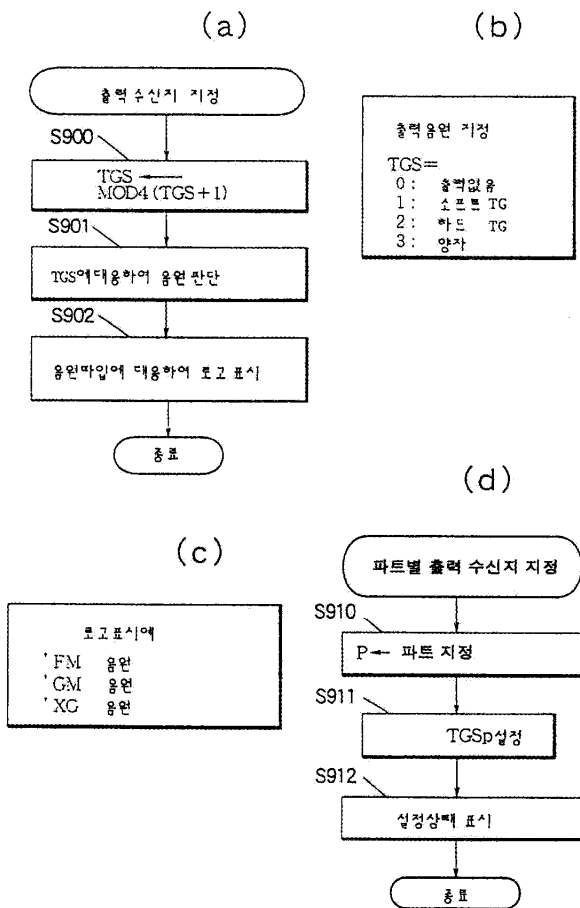 (a)
출력 수신지 지정
S900
TGS ←
MOD4 (TGS+1)
S901
TGS에대응하여 음원 판단
S902
음원타입에 대응하여 로고 표시
종료
(b)
출력음원 지정
TGS=
0: 출력없음
1: 소프트 TG
2: 하드 TG
3: 양자
(c)
로고표시예
'FM 음원
'GM 음원
'XG 음원
(d)
파트별 출력 수신지 지정
S910
P← 파트 지정
S911
TGSp설정
S912
설정상태 표시
종료